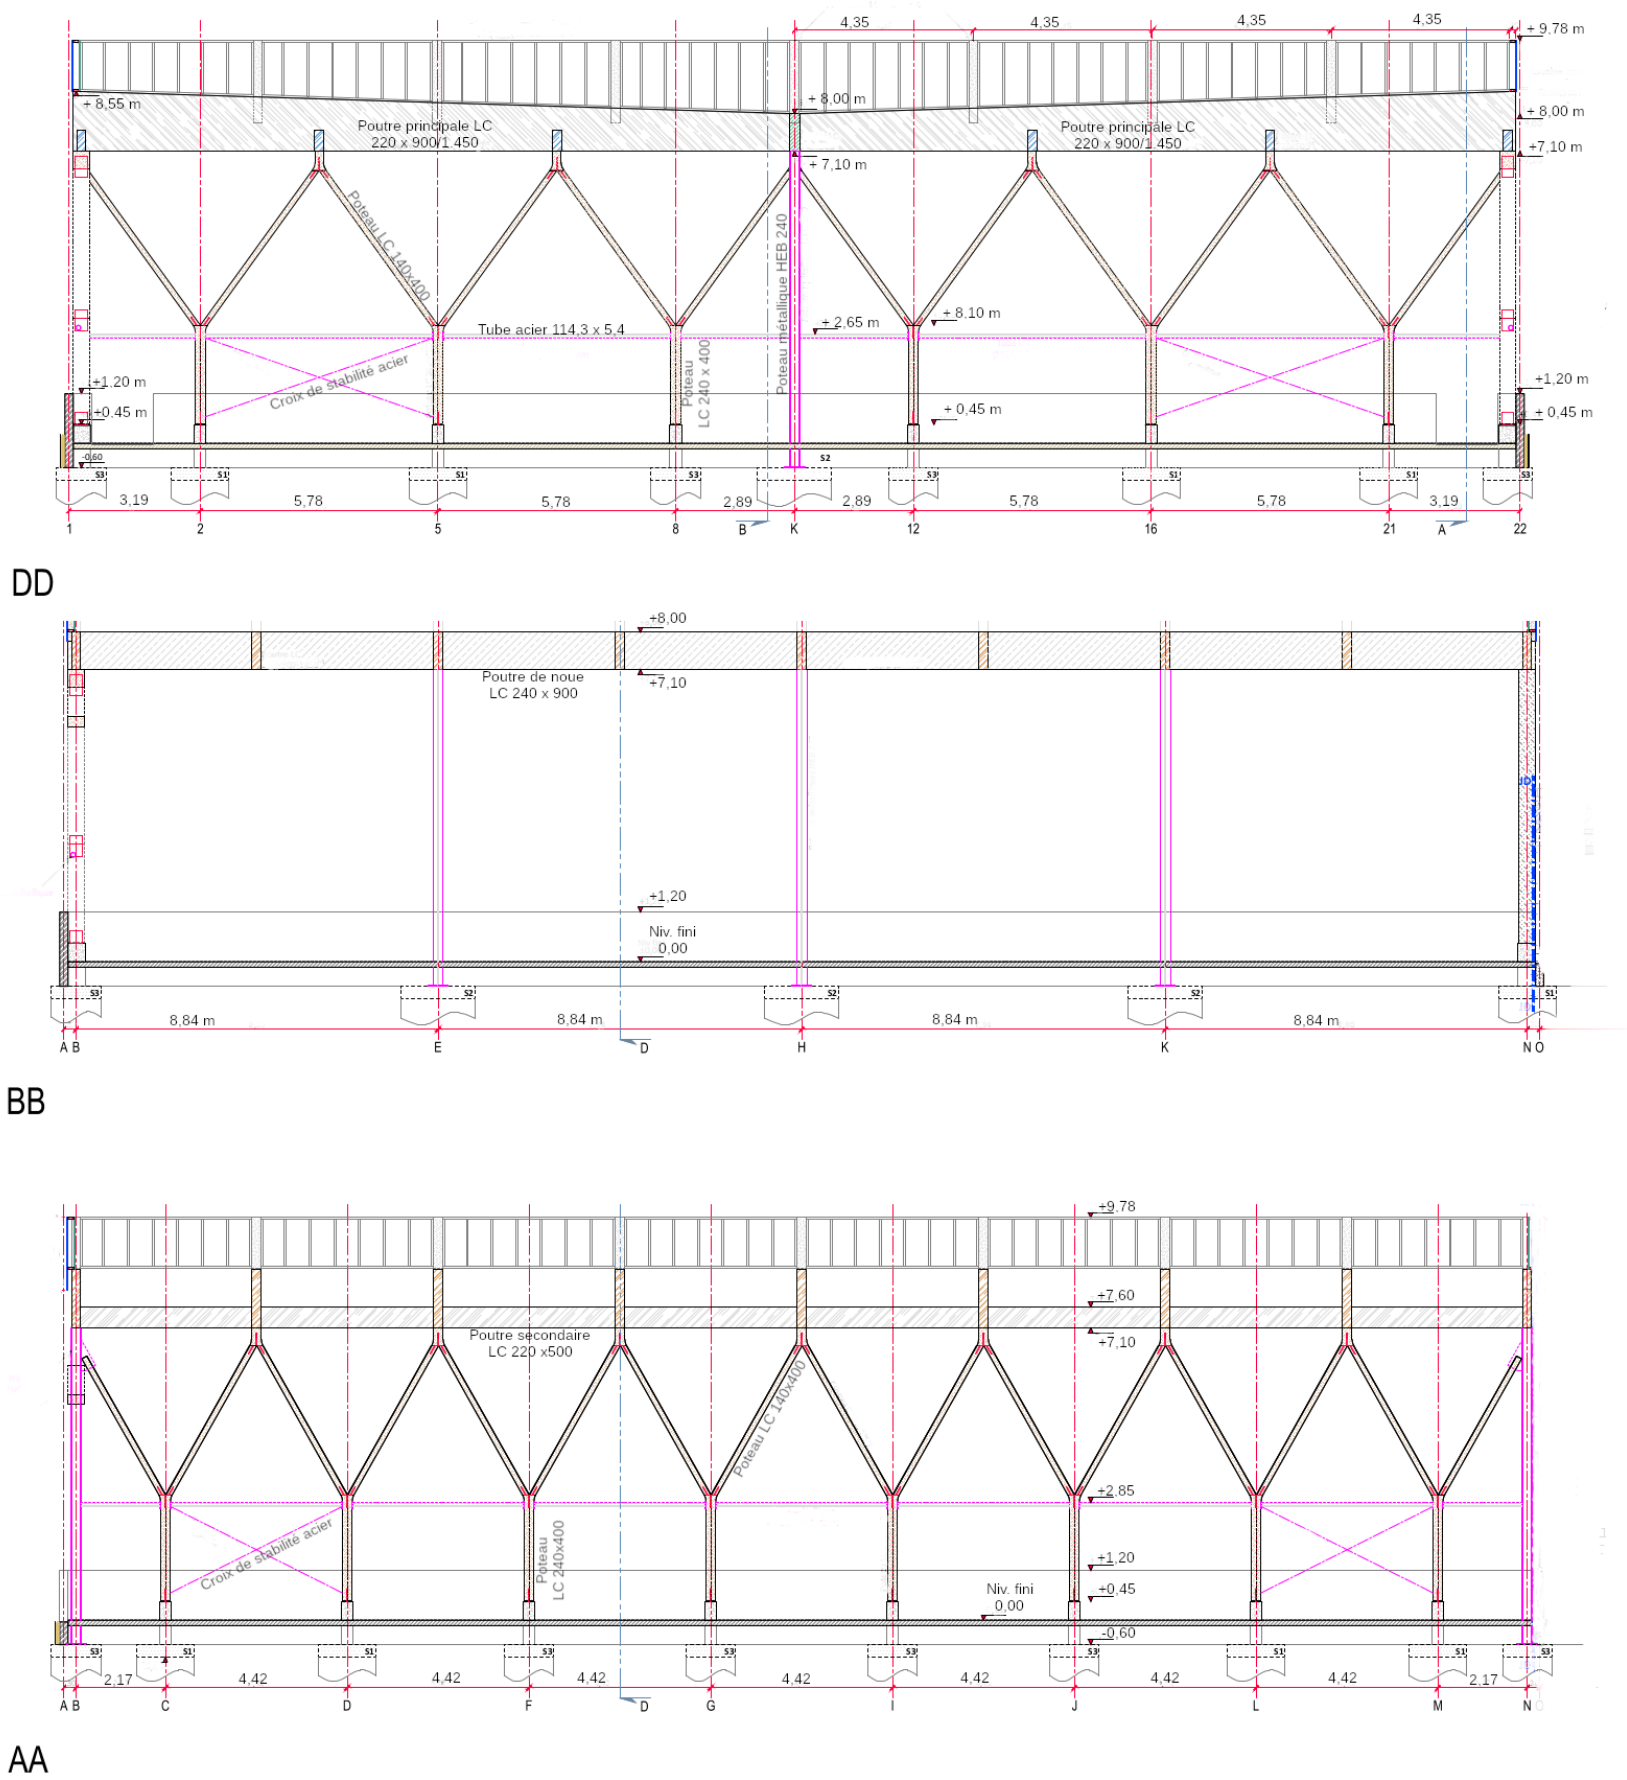 4,35
4,35
4,35
4,35
+ 9,78 m
+ 8,55 m
+ 8,00 m
+ 8,00 m
Poutre principale LC
220 x 900/1.450
Poutre principale LC
220 x 900/1.450
+ 7,10 m
+7,10 m
Poteau LC 140x400
Poteau métallique HEB 240
+ 2,65 m
+ 8,10 m
Tube acier 114,3 x 5,4
Croix de stabilité acier
Poteau
LC 240 x 400
+1,20 m
+0,45 m
+ 0,45 m
+1,20 m
+ 0,45 m
-0,60
S3
S1
S1
S3
S2
S3
S1
S1
S3
3,19
5,78
5,78
2,89
2,89
5,78
5,78
3,19
1
2
5
8
B
K
12
16
21
A
22
DD
+8,00
Poutre de noue
LC 240 x 900
+7,10
JD
+1,20
Niv. fini
0,00
S3
S2
S2
S2
S1
8,84 m
8,84 m
8,84 m
8,84 m
A
B
E
D
H
K
N
O
BB
+9,78
+7,60
Poutre secondaire
LC 220 x500
+7,10
Poteau LC 140x400
+2,85
Croix de stabilité acier
Poteau
LC 240x400
+1,20
Niv. fini
0,00
+0,45
-0,60
S3
S1
S1
S3
S3
S3
S3
S1
S1
S3
2,17
4,42
4,42
4,42
4,42
4,42
4,42
4,42
2,17
A
B
C
D
F
D
G
I
J
L
M
N
O
AA